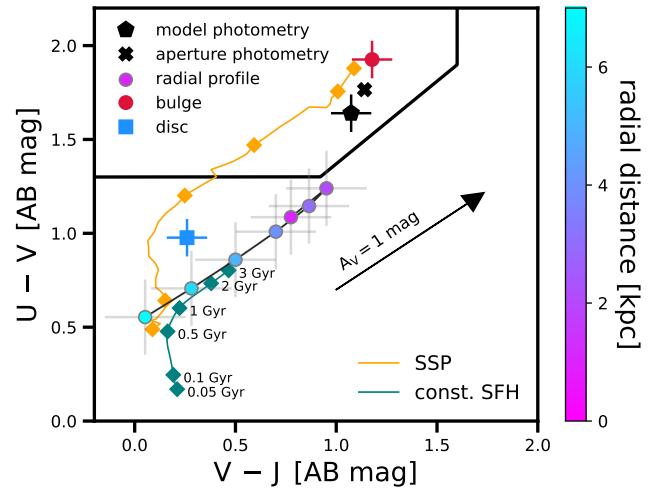 model photometry
aperture photometry
radial profile
bulge
disc
A_V = 1 mag
3 Gyr
2 Gyr
1 Gyr
0.5 Gyr
0.1 Gyr
0.05 Gyr
SSP
const. SFH
2.0
1.5
1.0
0.5
0.0
U − V [AB mag]
0.0 0.5 1.0 1.5 2.0
V − J [AB mag]
6
4
2
0
radial distance [kpc]